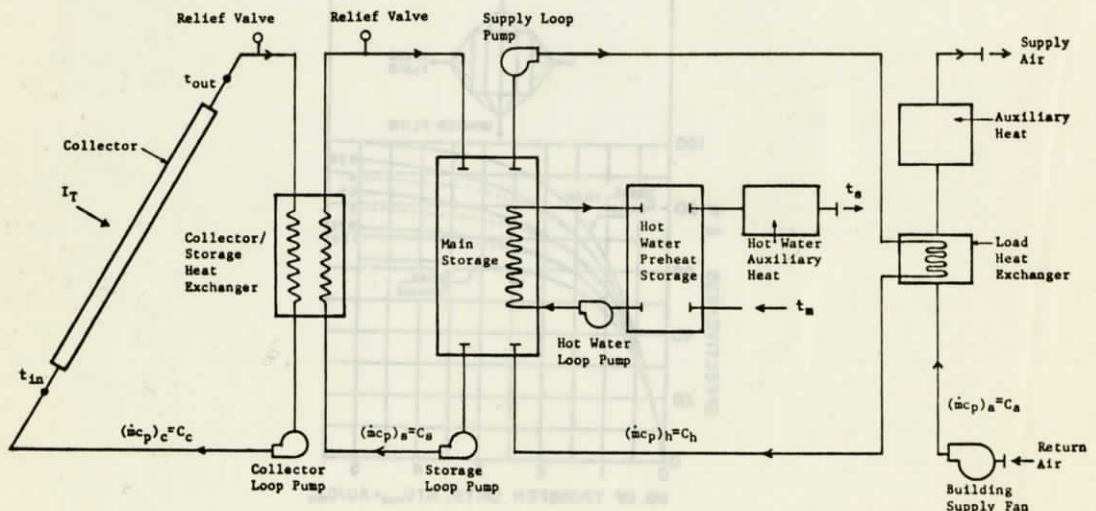 Relief Valve
Relief Valve
Supply Loop
Pump
t_out
Collector
I_T
Collector/
Storage
Heat
Exchanger
Main
Storage
Hot
Water
Preheat
Storage
Hot Water
Auxiliary
Heat
t_s
t_m
Hot Water
Loop Pump
Supply
Air
Auxiliary
Heat
Load
Heat
Exchanger
t_in
(ṁc_p)_c=C_c
(ṁc_p)_s=C_s
(ṁc_p)_h=C_h
(ṁc_p)_a=C_a
Collector
Loop Pump
Storage
Loop Pump
Return
Air
Building
Supply Fan